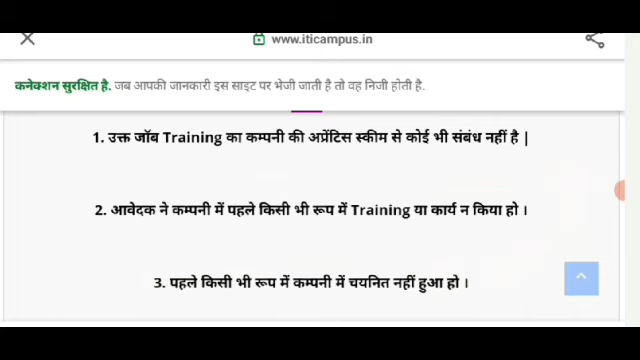 www.iticampus.in
कनेक्शन सुरक्षित है. जब आपकी जानकारी इस साइट पर भेजी जाती है तो वह निजी होती है.
1. उक्त जॉब Training का कम्पनी की अप्रेंटिस स्कीम से कोई भी संबंध नहीं है |
2. आवेदक ने कम्पनी में पहले किसी भी रूप में Training या कार्य न किया हो ।
3. पहले किसी भी रूप में कम्पनी में चयनित नहीं हुआ हो ।